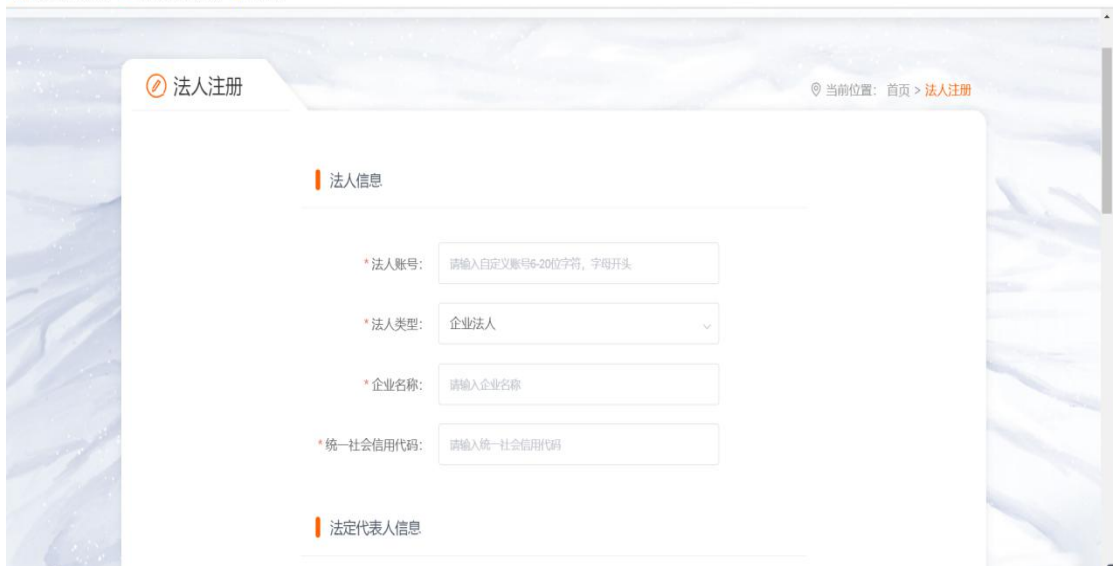 法人注册
当前位置： 首页 > 法人注册
法人信息
*法人账号：
请输入自定义账号6-20位字符，字母开头
*法人类型：
企业法人
*企业名称：
请输入企业名称
*统一社会信用代码：
请输入统一社会信用代码
法定代表人信息